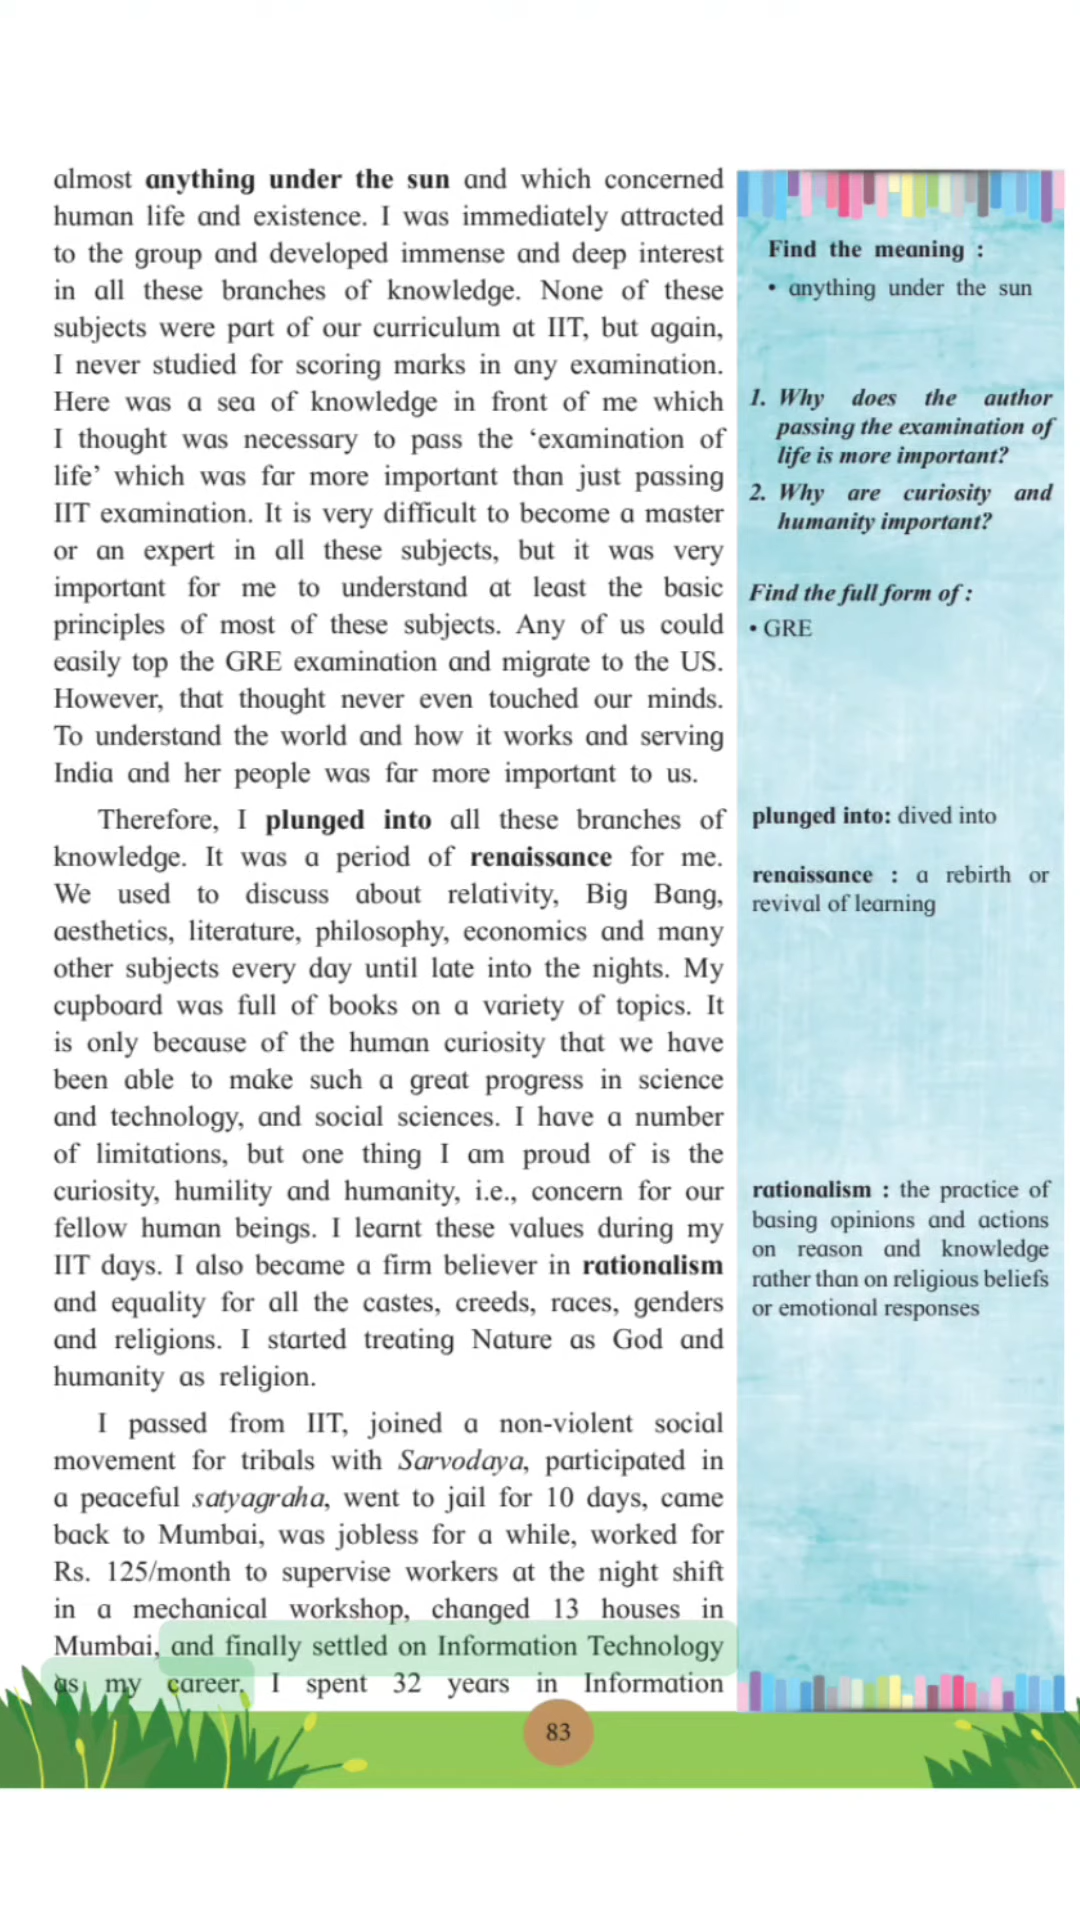 almost anything under the sun and which concerned
human life and existence. I was immediately attracted
to the group and developed immense and deep interest
in all these branches of knowledge. None of these
subjects were part of our curriculum at IIT, but again,
I never studied for scoring marks in any examination.
Here was a sea of knowledge in front of me which
I thought was necessary to pass the ‘examination of
life’ which was far more important than just passing
IIT examination. It is very difficult to become a master
or an expert in all these subjects, but it was very
important for me to understand at least the basic
principles of most of these subjects. Any of us could
easily top the GRE examination and migrate to the US.
However, that thought never even touched our minds.
To understand the world and how it works and serving
India and her people was far more important to us.
Therefore, I plunged into all these branches of
knowledge. It was a period of renaissance for me.
We used to discuss about relativity, Big Bang,
aesthetics, literature, philosophy, economics and many
other subjects every day until late into the nights. My
cupboard was full of books on a variety of topics. It
is only because of the human curiosity that we have
been able to make such a great progress in science
and technology, and social sciences. I have a number
of limitations, but one thing I am proud of is the
curiosity, humility and humanity, i.e., concern for our
fellow human beings. I learnt these values during my
IIT days. I also became a firm believer in rationalism
and equality for all the castes, creeds, races, genders
and religions. I started treating Nature as God and
humanity as religion.
I passed from IIT, joined a non-violent social
movement for tribals with Sarvodaya, participated in
a peaceful satyagraha, went to jail for 10 days, came
back to Mumbai, was jobless for a while, worked for
Rs. 125/month to supervise workers at the night shift
in a mechanical workshop, changed 13 houses in
Mumbai, and finally settled on Information Technology
as my career. I spent 32 years in Information
Find the meaning :
• anything under the sun
1. Why does the author
passing the examination of
life is more important?
2. Why are curiosity and
humanity important?
Find the full form of :
• GRE
plunged into: dived into
renaissance : a rebirth or
revival of learning
rationalism : the practice of
basing opinions and actions
on reason and knowledge
rather than on religious beliefs
or emotional responses
83